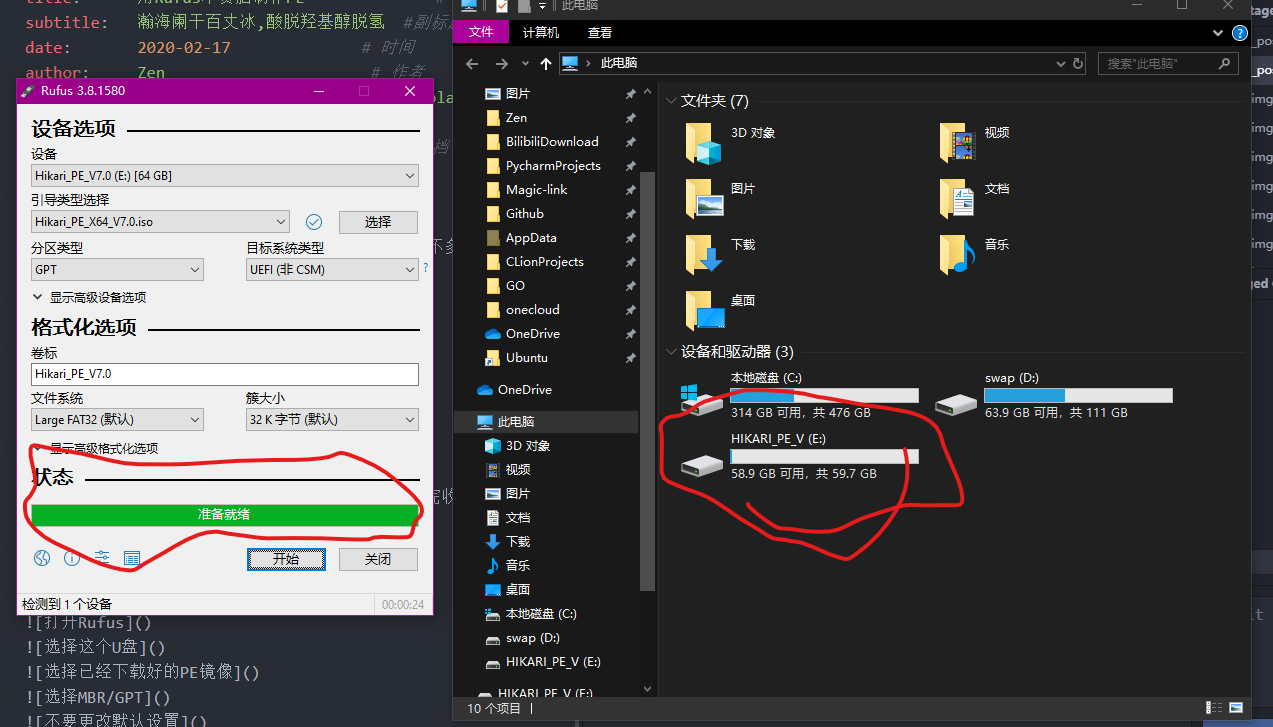 subtitle: 瀚海阑干百丈冰,酸脱羟基醇脱氢
date: 2020-02-17 # 时间
author: Zen # 作者
Rufus 3.8.1580
设备选项
设备
Hikari_PE_V7.0 (E:) [64 GB]
引导类型选择
Hikari_PE_X64_V7.0.iso
选择
分区类型
目标系统类型
GPT
UEFI (非 CSM)
?
显示高级设备选项
格式化选项
卷标
Hikari_PE_V7.0
文件系统
簇大小
Large FAT32 (默认)
32 K 字节 (默认)
显示高级格式化选项
状态
准备就绪
开始
关闭
检测到 1 个设备
00:00:24
![打开Rufus]()
![选择这个U盘]()
![选择已经下载好的PE镜像]()
![选择MBR/GPT]()
![不要更改默认设置]()
此电脑
文件
计算机
查看
此电脑
搜索"此电脑"
图片
Zen
BilibiliDownload
PycharmProjects
Magic-link
Github
AppData
CLionProjects
GO
onecloud
OneDrive
Ubuntu
OneDrive
此电脑
3D 对象
视频
图片
文档
下载
音乐
桌面
本地磁盘 (C:)
swap (D:)
HIKARI_PE_V (E:)
HIKARI_PE_V (E:)
文件夹 (7)
3D 对象
视频
图片
文档
下载
音乐
桌面
设备和驱动器 (3)
本地磁盘 (C:)
314 GB 可用，共 476 GB
swap (D:)
63.9 GB 可用，共 111 GB
HIKARI_PE_V (E:)
58.9 GB 可用，共 59.7 GB
10 个项目